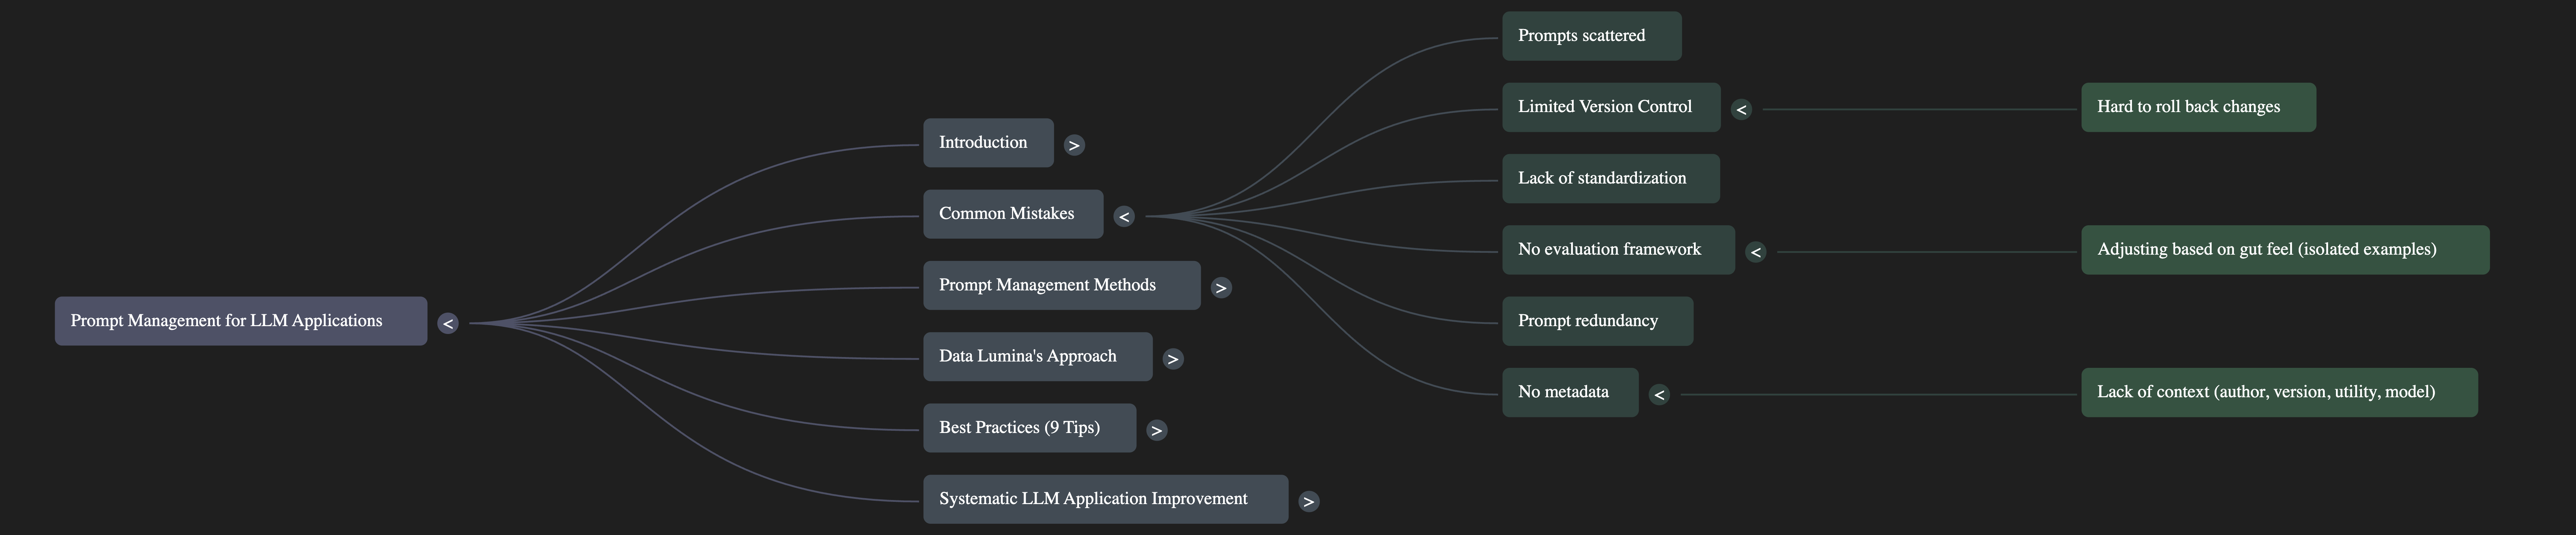 Prompt Management for LLM Applications
<
Introduction
>
Common Mistakes
<
Prompts scattered
Limited Version Control
<
Hard to roll back changes
Lack of standardization
No evaluation framework
<
Adjusting based on gut feel (isolated examples)
Prompt redundancy
No metadata
<
Lack of context (author, version, utility, model)
Prompt Management Methods
>
Data Lumina's Approach
>
Best Practices (9 Tips)
>
Systematic LLM Application Improvement
>